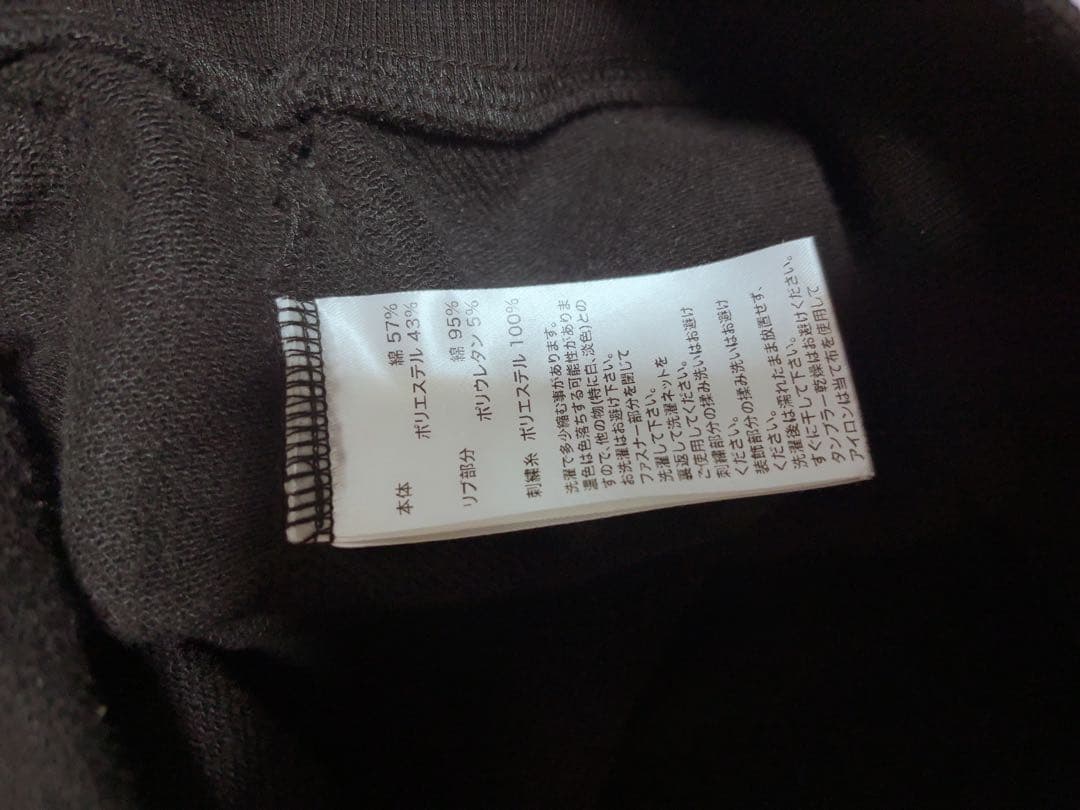 本体 綿 57%
ポリエステル 43%
リブ部分 綿 95%
ポリウレタン 5%
刺繍糸 ポリエステル 100%
洗濯で多少縮む事があります。
濃色は色落ちする可能性がありま
すので、他の物(特に白、淡色)との
お洗濯はお避け下さい。
ファスナー部分を閉じて
洗濯して下さい。
裏返して洗濯ネットを
ご使用してください。
刺繍部分の揉み洗いはお避け
ください。
装飾部分の揉み洗いはお避け
ください。
洗濯後は濡れたまま放置せず、
すぐに干して下さい。
タンブラー乾燥はお避けください。
アイロンは当て布を使用して